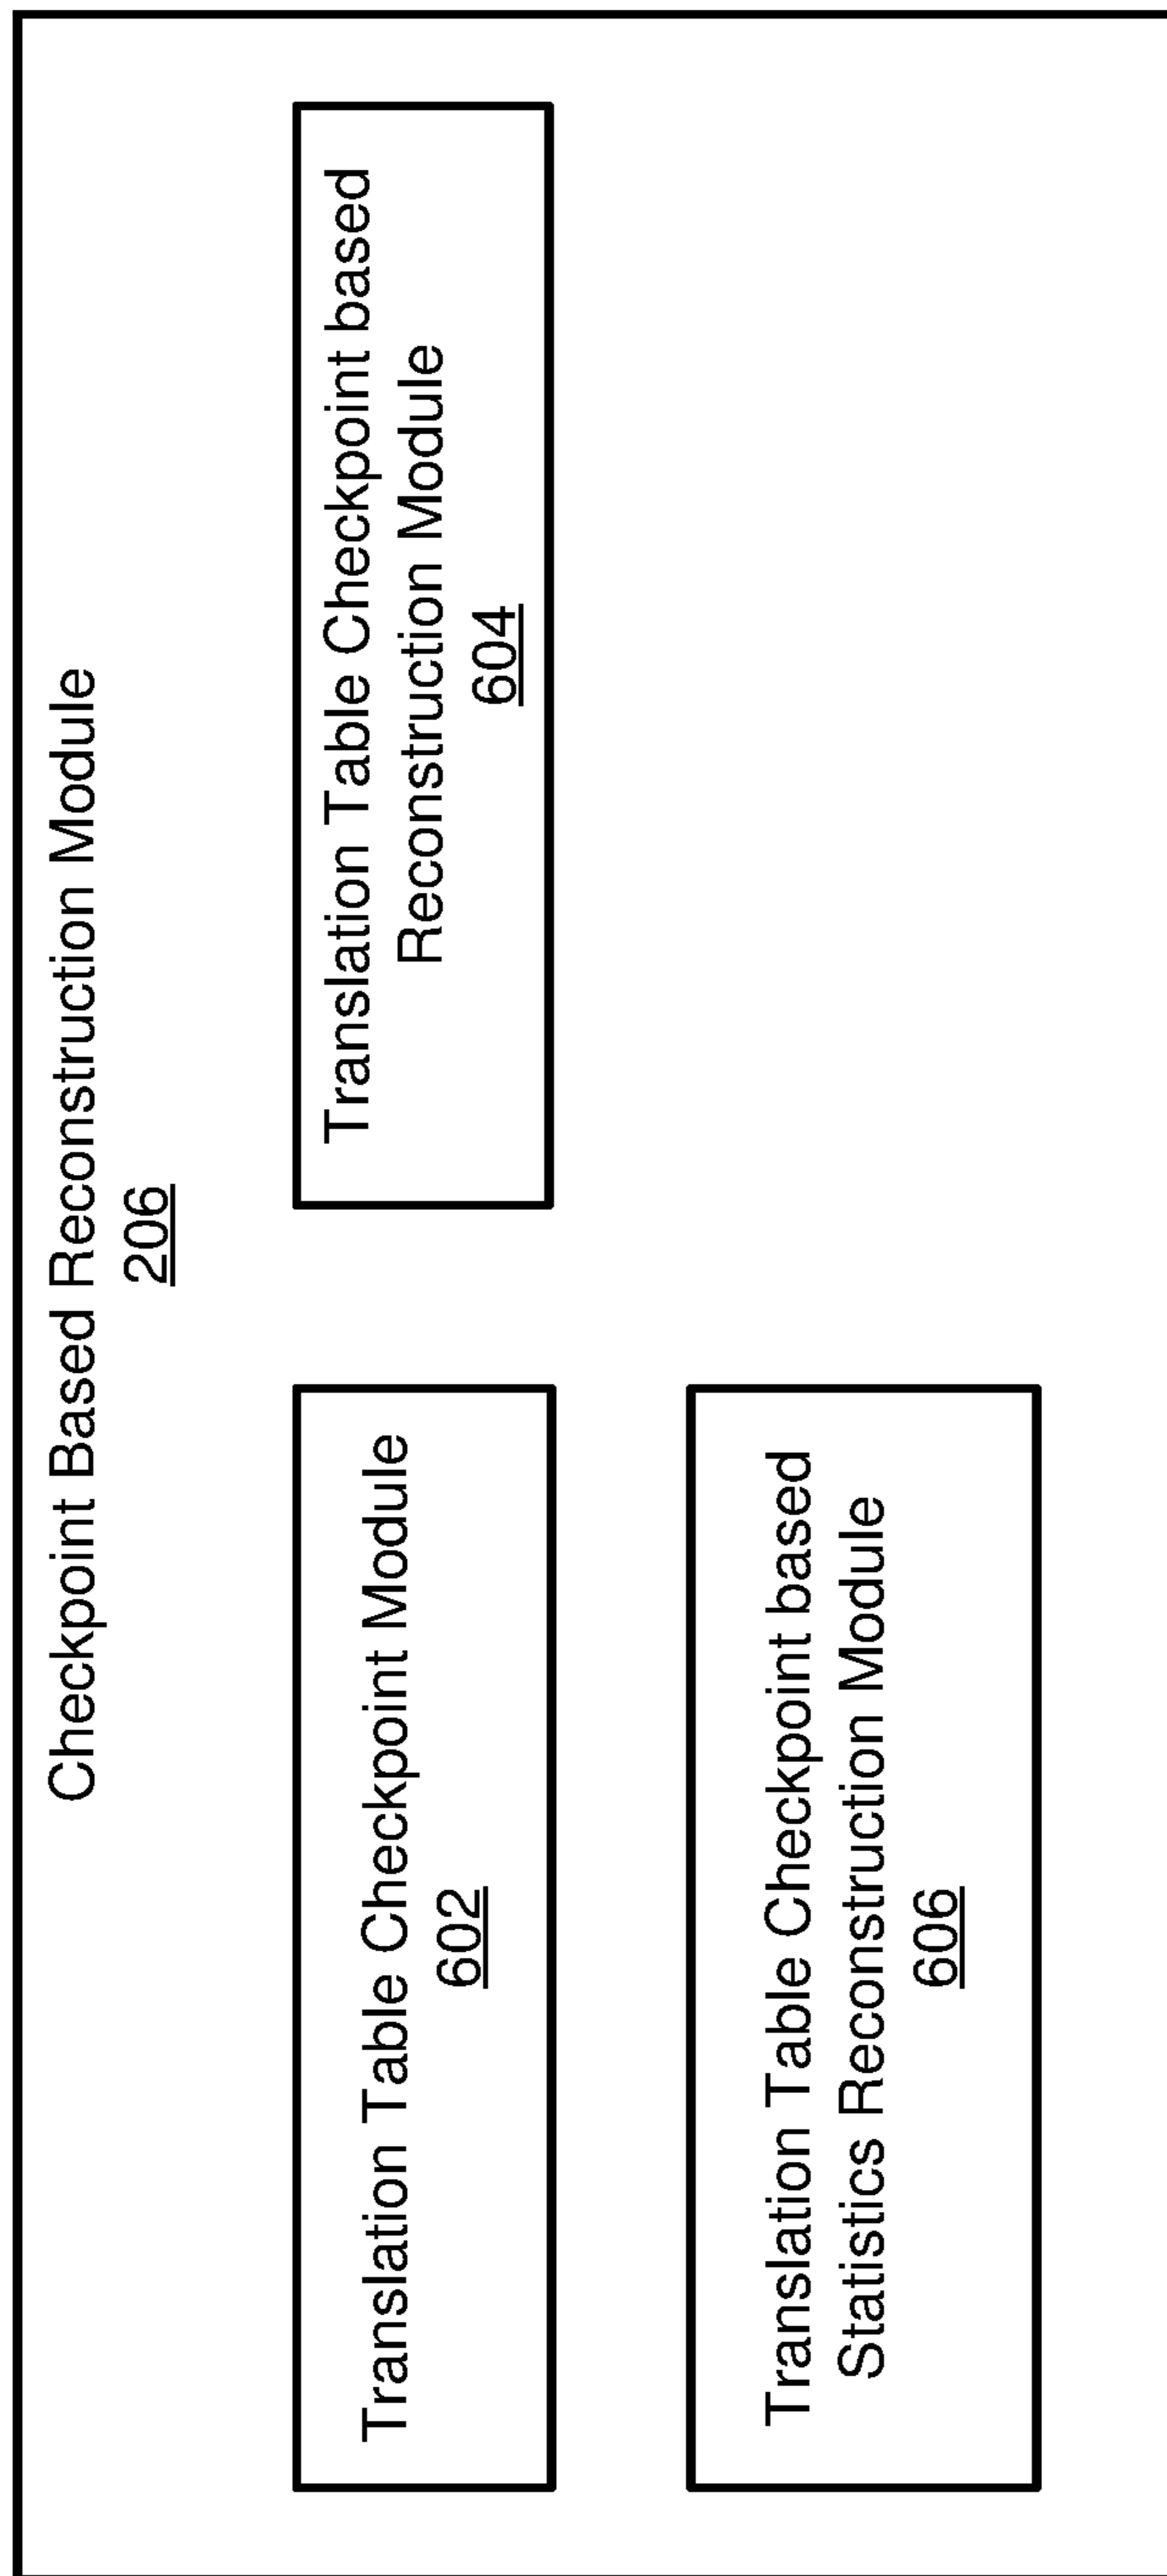 Checkpoint Based Reconstruction Module
206
Translation Table Checkpoint Module
602
Translation Table Checkpoint based
Reconstruction Module
604
Translation Table Checkpoint based
Statistics Reconstruction Module
606